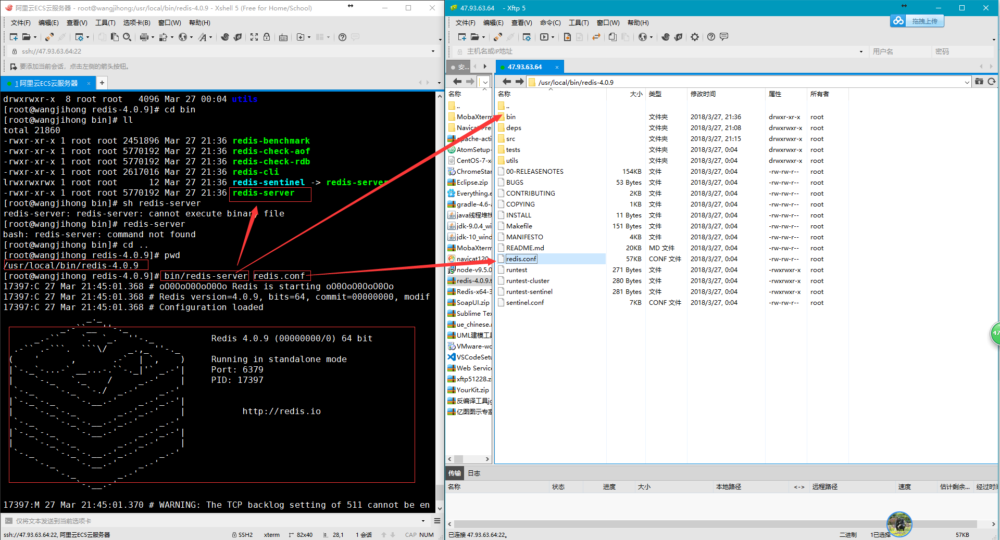 阿里云ECS云服务器 - root@wangjihong:/usr/local/bin/redis-4.0.9 - Xshell 5 (Free for Home/School)
文件(F) 编辑(E) 查看(V) 工具(T) 选项卡(B) 窗口(W) 帮助(H)
ssh://47.93.63.64:22
要添加当前会话，点击左侧的箭头按钮。
1 阿里云ECS云服务器 × +
drwxrwxr-x  8 root root   4096 Mar 27 00:04 utils
[root@wangjihong redis-4.0.9]# cd bin
[root@wangjihong bin]# ll
total 21860
-rwxr-xr-x 1 root root 2451896 Mar 27 21:36 redis-benchmark
-rwxr-xr-x 1 root root 5770192 Mar 27 21:36 redis-check-aof
-rwxr-xr-x 1 root root 5770192 Mar 27 21:36 redis-check-rdb
-rwxr-xr-x 1 root root 2617016 Mar 27 21:36 redis-cli
lrwxrwxrwx 1 root root      12 Mar 27 21:36 redis-sentinel -> redis-server
-rwxr-xr-x 1 root root 5770192 Mar 27 21:36 redis-server
[root@wangjihong bin]# sh redis-server
redis-server: redis-server: cannot execute binary file
[root@wangjihong bin]# redis-server
bash: redis-server: command not found
[root@wangjihong bin]# cd ..
[root@wangjihong redis-4.0.9]# pwd
/usr/local/bin/redis-4.0.9
[root@wangjihong redis-4.0.9]# bin/redis-server redis.conf
17397:C 27 Mar 21:45:01.368 # oO0OoO0OoO0Oo Redis is starting oO0OoO0OoO0Oo
17397:C 27 Mar 21:45:01.368 # Redis version=4.0.9, bits=64, commit=00000000, modif
17397:C 27 Mar 21:45:01.368 # Configuration loaded
Redis 4.0.9 (00000000/0) 64 bit
Running in standalone mode
Port: 6379
PID: 17397
http://redis.io
17397:M 27 Mar 21:45:01.370 # WARNING: The TCP backlog setting of 511 cannot be en
仅将文本发送到当前选项卡
ssh://47.93.63.64:22, 阿里云ECS云服务器 SSH2 xterm 82x40 28,1 1 会话 CAP NUM
47.93.63.64 - Xftp 5
文件(F) 编辑(E) 查看(V) 命令(C) 工具(T) 窗口(W) 帮助(H)
拖拽上传
主机名或IP地址 用户名 密码
安... 47.93.63.64 ×
/usr/local/bin/redis-4.0.9
名称
..
MobaXterm
Navicat Pre
apache-acti
AtomSetup-
CentOS-7-x
ChromeStan
Eclipse.zip
Everything.e
gradle-4.6-a
java线程堆栈
jdk-9.0.4_wi
jdk-10_wind
MobaXterm
navicat120
node-v9.5.0
redis-4.0.9.t
Redis-x64-3
SoapUI.zip
Sublime Tex
ue_chinese.r
UML建模工具
VMware-wo
VSCodeSetu
Web Service
xftp51228.z
YourKit.zip
反编译工具jg
亿图图示专家
名称 大小 类型 修改时间 属性 所有者
..
bin 文件夹 2018/3/27, 21:36 drwxr-xr-x root
deps 文件夹 2018/3/27, 21:08 drwxrwxr-x root
src 文件夹 2018/3/27, 21:15 drwxrwxr-x root
tests 文件夹 2018/3/27, 0:04 drwxrwxr-x root
utils 文件夹 2018/3/27, 0:04 drwxrwxr-x root
00-RELEASENOTES 154KB 文件 2018/3/27, 0:04 -rw-rw-r-- root
BUGS 53 Bytes 文件 2018/3/27, 0:04 -rw-rw-r-- root
CONTRIBUTING 2KB 文件 2018/3/27, 0:04 -rw-rw-r-- root
COPYING 1KB 文件 2018/3/27, 0:04 -rw-rw-r-- root
INSTALL 11 Bytes 文件 2018/3/27, 0:04 -rw-rw-r-- root
Makefile 151 Bytes 文件 2018/3/27, 0:04 -rw-rw-r-- root
MANIFESTO 4KB 文件 2018/3/27, 0:04 -rw-rw-r-- root
README.md 20KB MD 文件 2018/3/27, 0:04 -rw-rw-r-- root
redis.conf 57KB CONF 文件 2018/3/27, 0:04 -rw-rw-r-- root
runtest 271 Bytes 文件 2018/3/27, 0:04 -rwxrwxr-x root
runtest-cluster 280 Bytes 文件 2018/3/27, 0:04 -rwxrwxr-x root
runtest-sentinel 281 Bytes 文件 2018/3/27, 0:04 -rwxrwxr-x root
sentinel.conf 7KB CONF 文件 2018/3/27, 0:04 -rw-rw-r-- root
47
传输 日志
名称 状态 进度 大小 本地路径 <-> 远程路径 速度 估计剩余... 经过时间
已连接 47.93.63.64:22。 二进制 1已选择 57KB